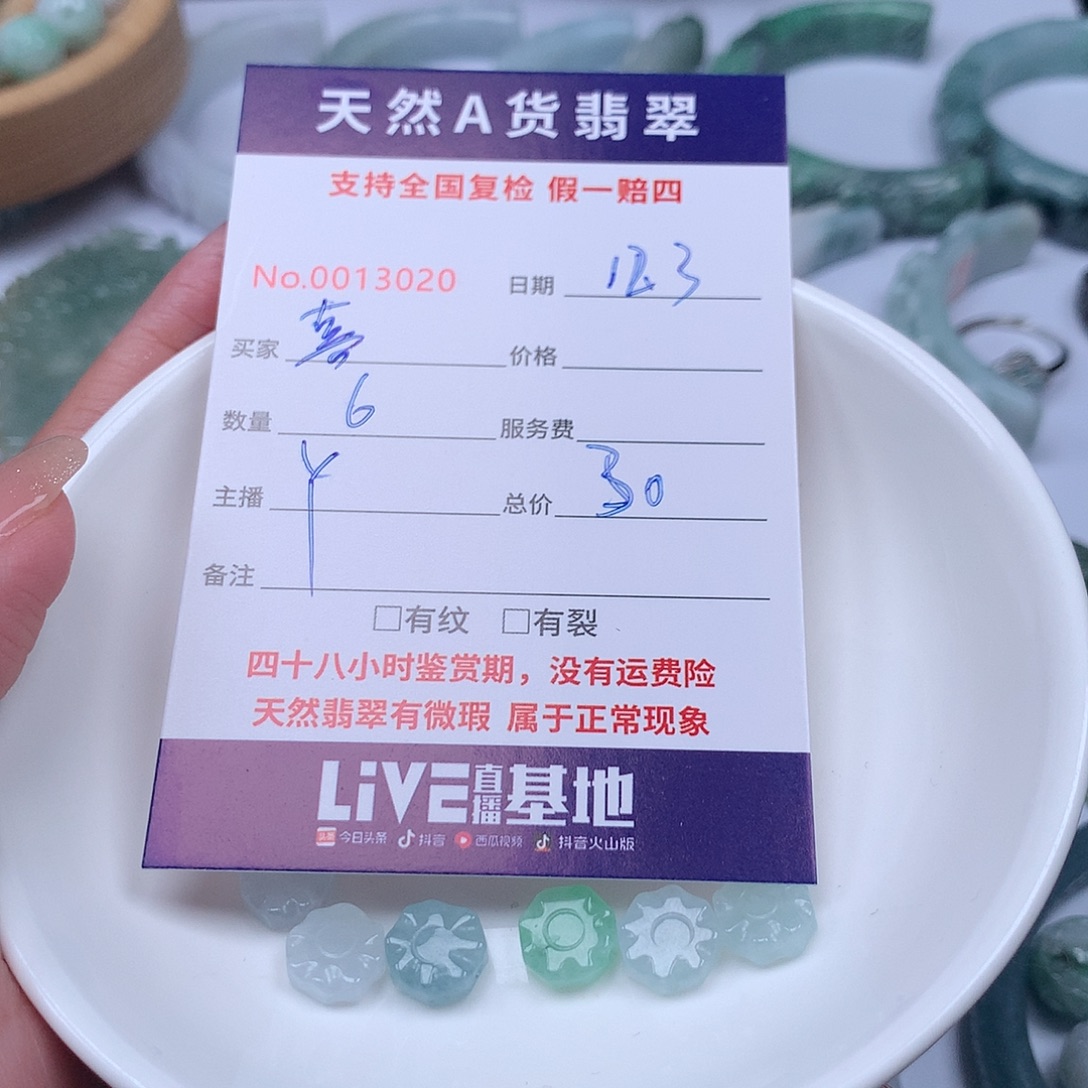 天然A货翡翠
支持全国复检 假一赔四
No.0013020 日期 12.3
买家 喜 价格
数量 6 服务费
主播 Y 总价 30
备注
□有纹 □有裂
四十八小时鉴赏期，没有运费险
天然翡翠有微瑕 属于正常现象
LiVE直播基地
头条 今日头条 抖音 西瓜视频 抖音火山版